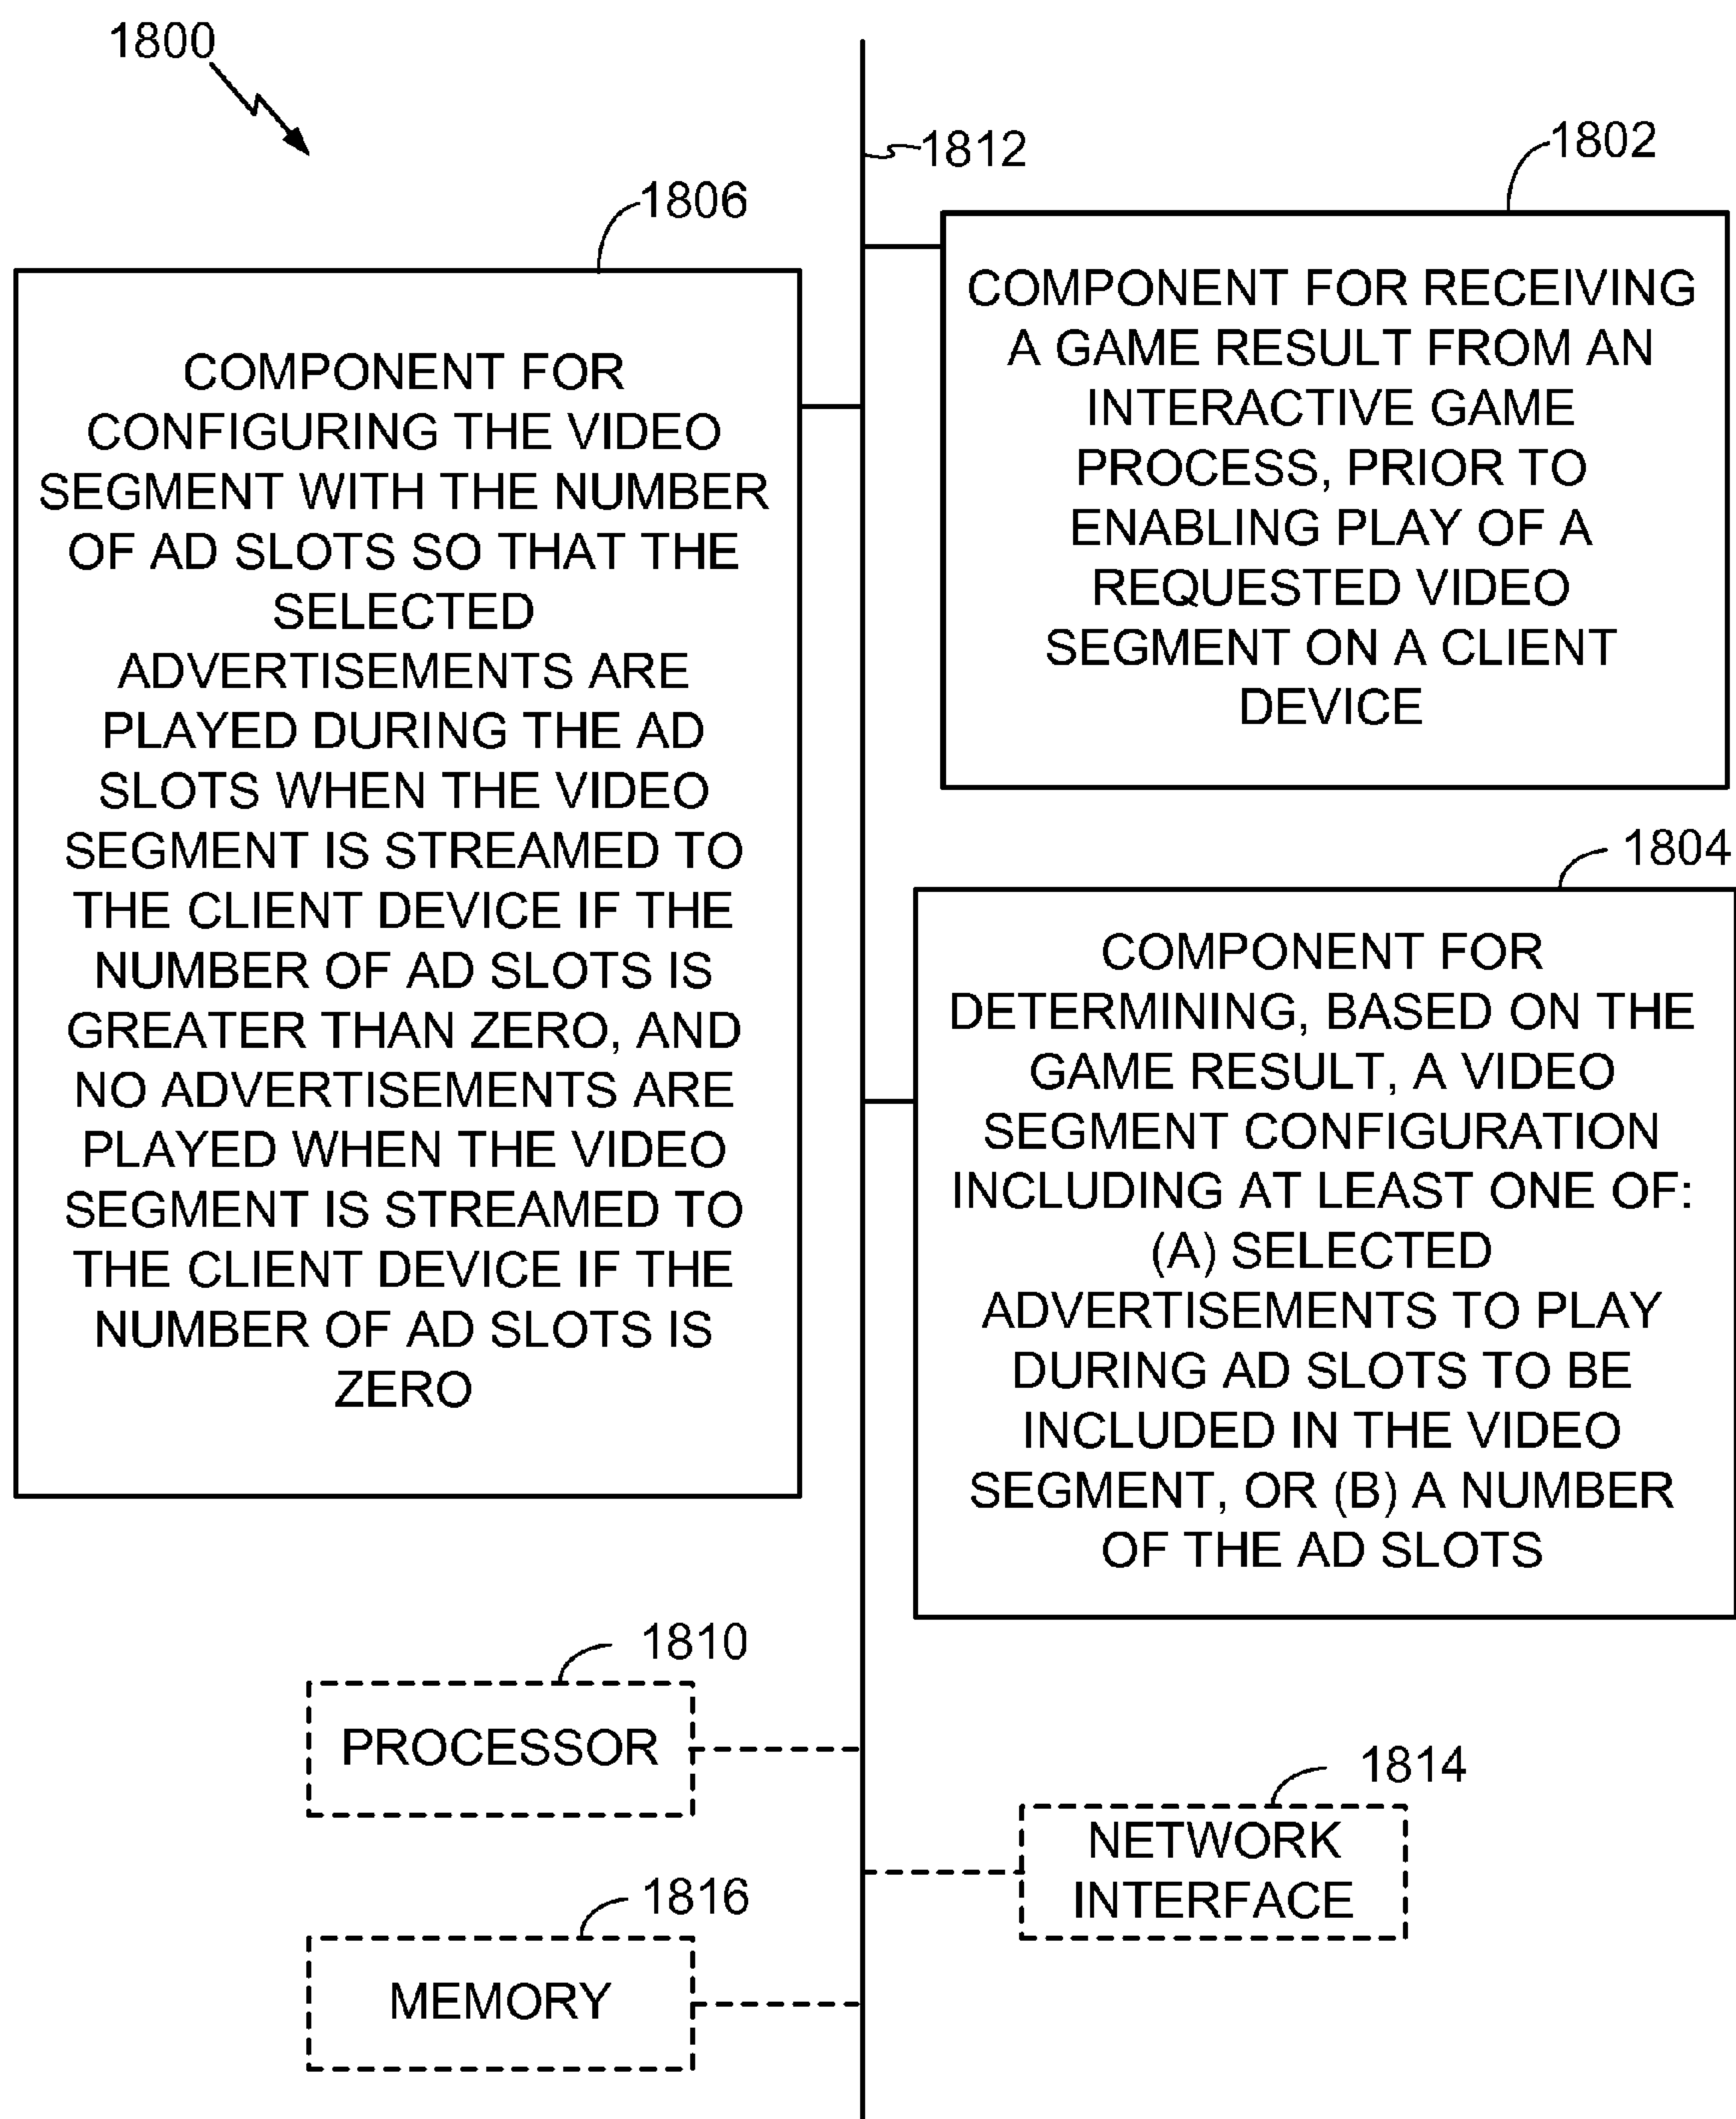 1800
1812
1802
1806
COMPONENT FOR RECEIVING
A GAME RESULT FROM AN
INTERACTIVE GAME
PROCESS, PRIOR TO
ENABLING PLAY OF A
REQUESTED VIDEO
SEGMENT ON A CLIENT
DEVICE
COMPONENT FOR
CONFIGURING THE VIDEO
SEGMENT WITH THE NUMBER
OF AD SLOTS SO THAT THE
SELECTED
ADVERTISEMENTS ARE
PLAYED DURING THE AD
SLOTS WHEN THE VIDEO
SEGMENT IS STREAMED TO
THE CLIENT DEVICE IF THE
NUMBER OF AD SLOTS IS
GREATER THAN ZERO, AND
NO ADVERTISEMENTS ARE
PLAYED WHEN THE VIDEO
SEGMENT IS STREAMED TO
THE CLIENT DEVICE IF THE
NUMBER OF AD SLOTS IS
ZERO
1804
COMPONENT FOR
DETERMINING, BASED ON THE
GAME RESULT, A VIDEO
SEGMENT CONFIGURATION
INCLUDING AT LEAST ONE OF:
(A) SELECTED
ADVERTISEMENTS TO PLAY
DURING AD SLOTS TO BE
INCLUDED IN THE VIDEO
SEGMENT, OR (B) A NUMBER
OF THE AD SLOTS
1810
PROCESSOR
1814
NETWORK
INTERFACE
1816
MEMORY